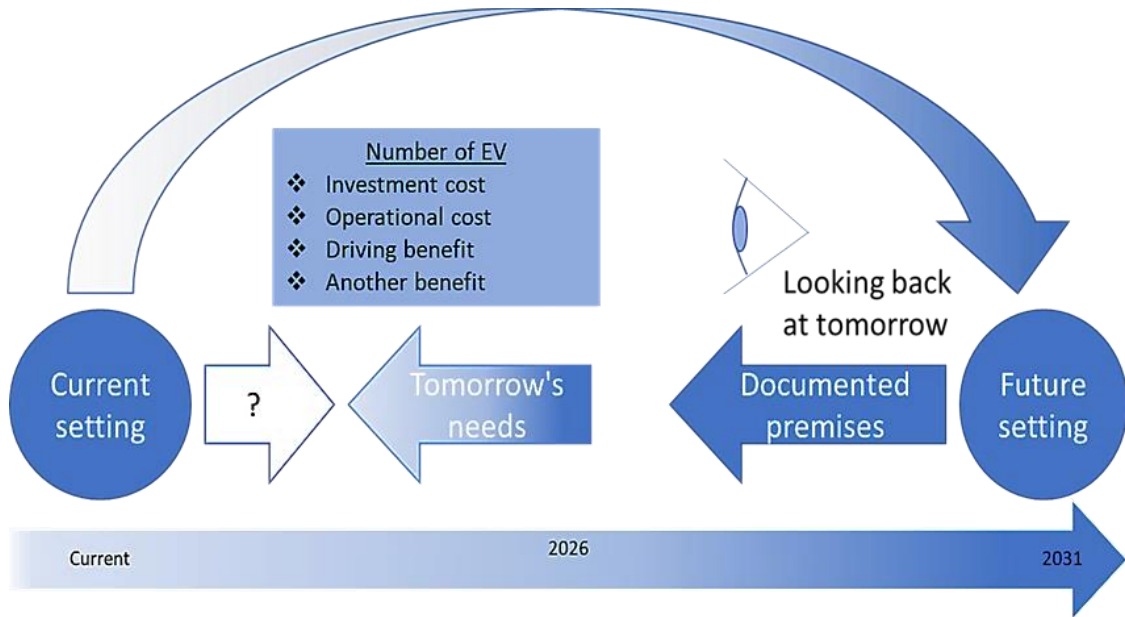 Number of EV
❖ Investment cost
❖ Operational cost
❖ Driving benefit
❖ Another benefit
Looking back
at tomorrow
Current
setting
?
Tomorrow's
needs
Documented
premises
Future
setting
Current
2026
2031